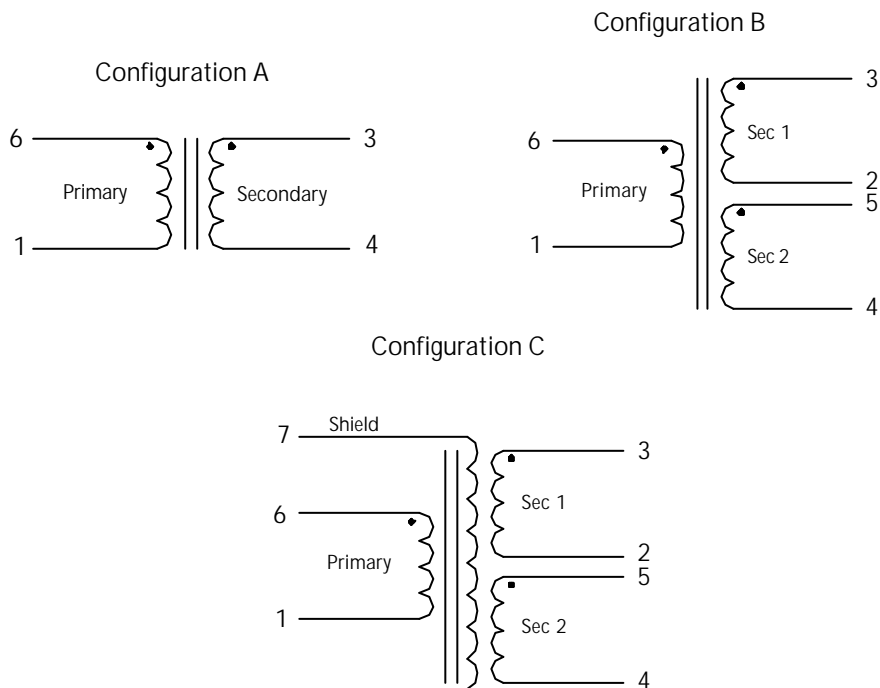 Configuration A
6
3
Primary
Secondary
1
4
Configuration B
3
6
Sec 1
Primary
2
5
1
Sec 2
4
Configuration C
7
Shield
3
6
Sec 1
Primary
2
5
1
Sec 2
4